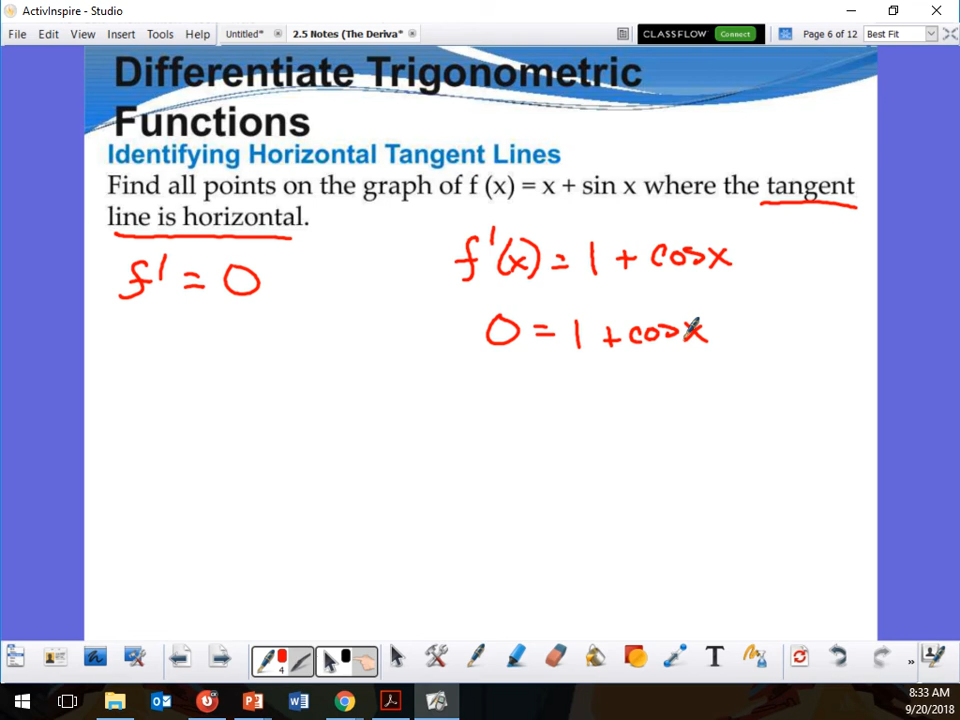 ActivInspire - Studio
File Edit View Insert Tools Help Untitled* 2.5 Notes (The Deriva* CLASSFLOW Connect Page 6 of 12 Best Fit
Differentiate Trigonometric
Functions
Identifying Horizontal Tangent Lines
Find all points on the graph of f (x) = x + sin x where the tangent
line is horizontal.
f'(x) = 1 + cosx
f' = 0
0 = 1 + cosx
4 T »
8:33 AM
9/20/2018